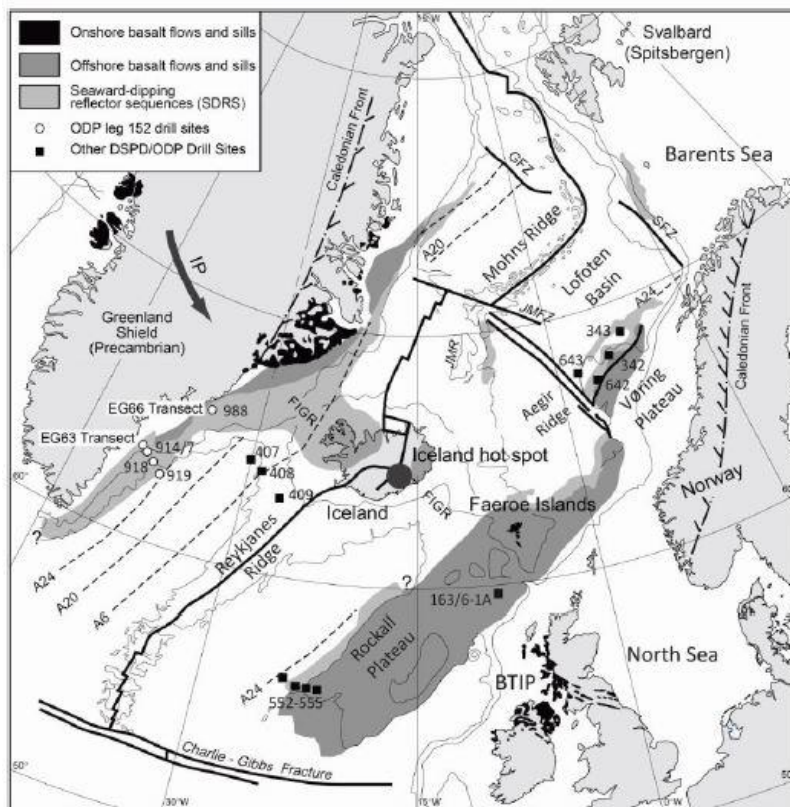 Onshore basalt flows and sills
Offshore basalt flows and sills
Seaward-dipping
reflector sequences (SDRS)
ODP leg 152 drill sites
Other DSPD/ODP Drill Sites
Caledonian Front
Svalbard
(Spitsbergen)
Barents Sea
GFZ
SFZ
A20
Mohns Ridge
Lofoten
Basin
IP
Greenland
Shield
(Precambrian)
JMFZ
JMR
A24
343
643
342
642
Vøring
Plateau
Aegir
Ridge
Caledonian Front
EG66 Transect
988
FIGR
EG63 Transect
914/7
918
919
407
408
409
Iceland hot spot
Iceland
FIGR
Faeroe Islands
Norway
60°
?
A24
A20
A6
Reykjanes
Ridge
?
163/6-1A
Rockall
Plateau
A24
552-555
BTIP
North Sea
Charlie - Gibbs Fracture
50°
30°W
15°W